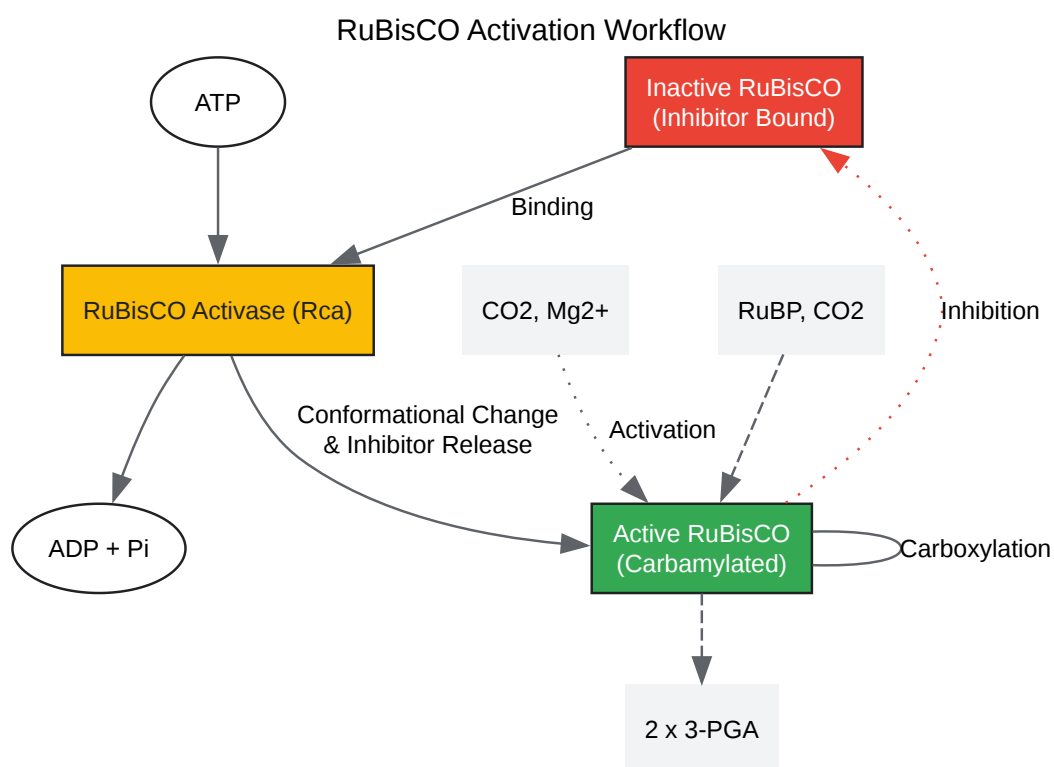 RuBisCO Activation Workflow
ATP
Inactive RuBisCO
(Inhibitor Bound)
Binding
RuBisCO Activase (Rca)
CO2, Mg2+
RuBP, CO2
Inhibition
Conformational Change
& Inhibitor Release
Activation
ADP + Pi
Active RuBisCO
(Carbamylated)
Carboxylation
2 x 3-PGA